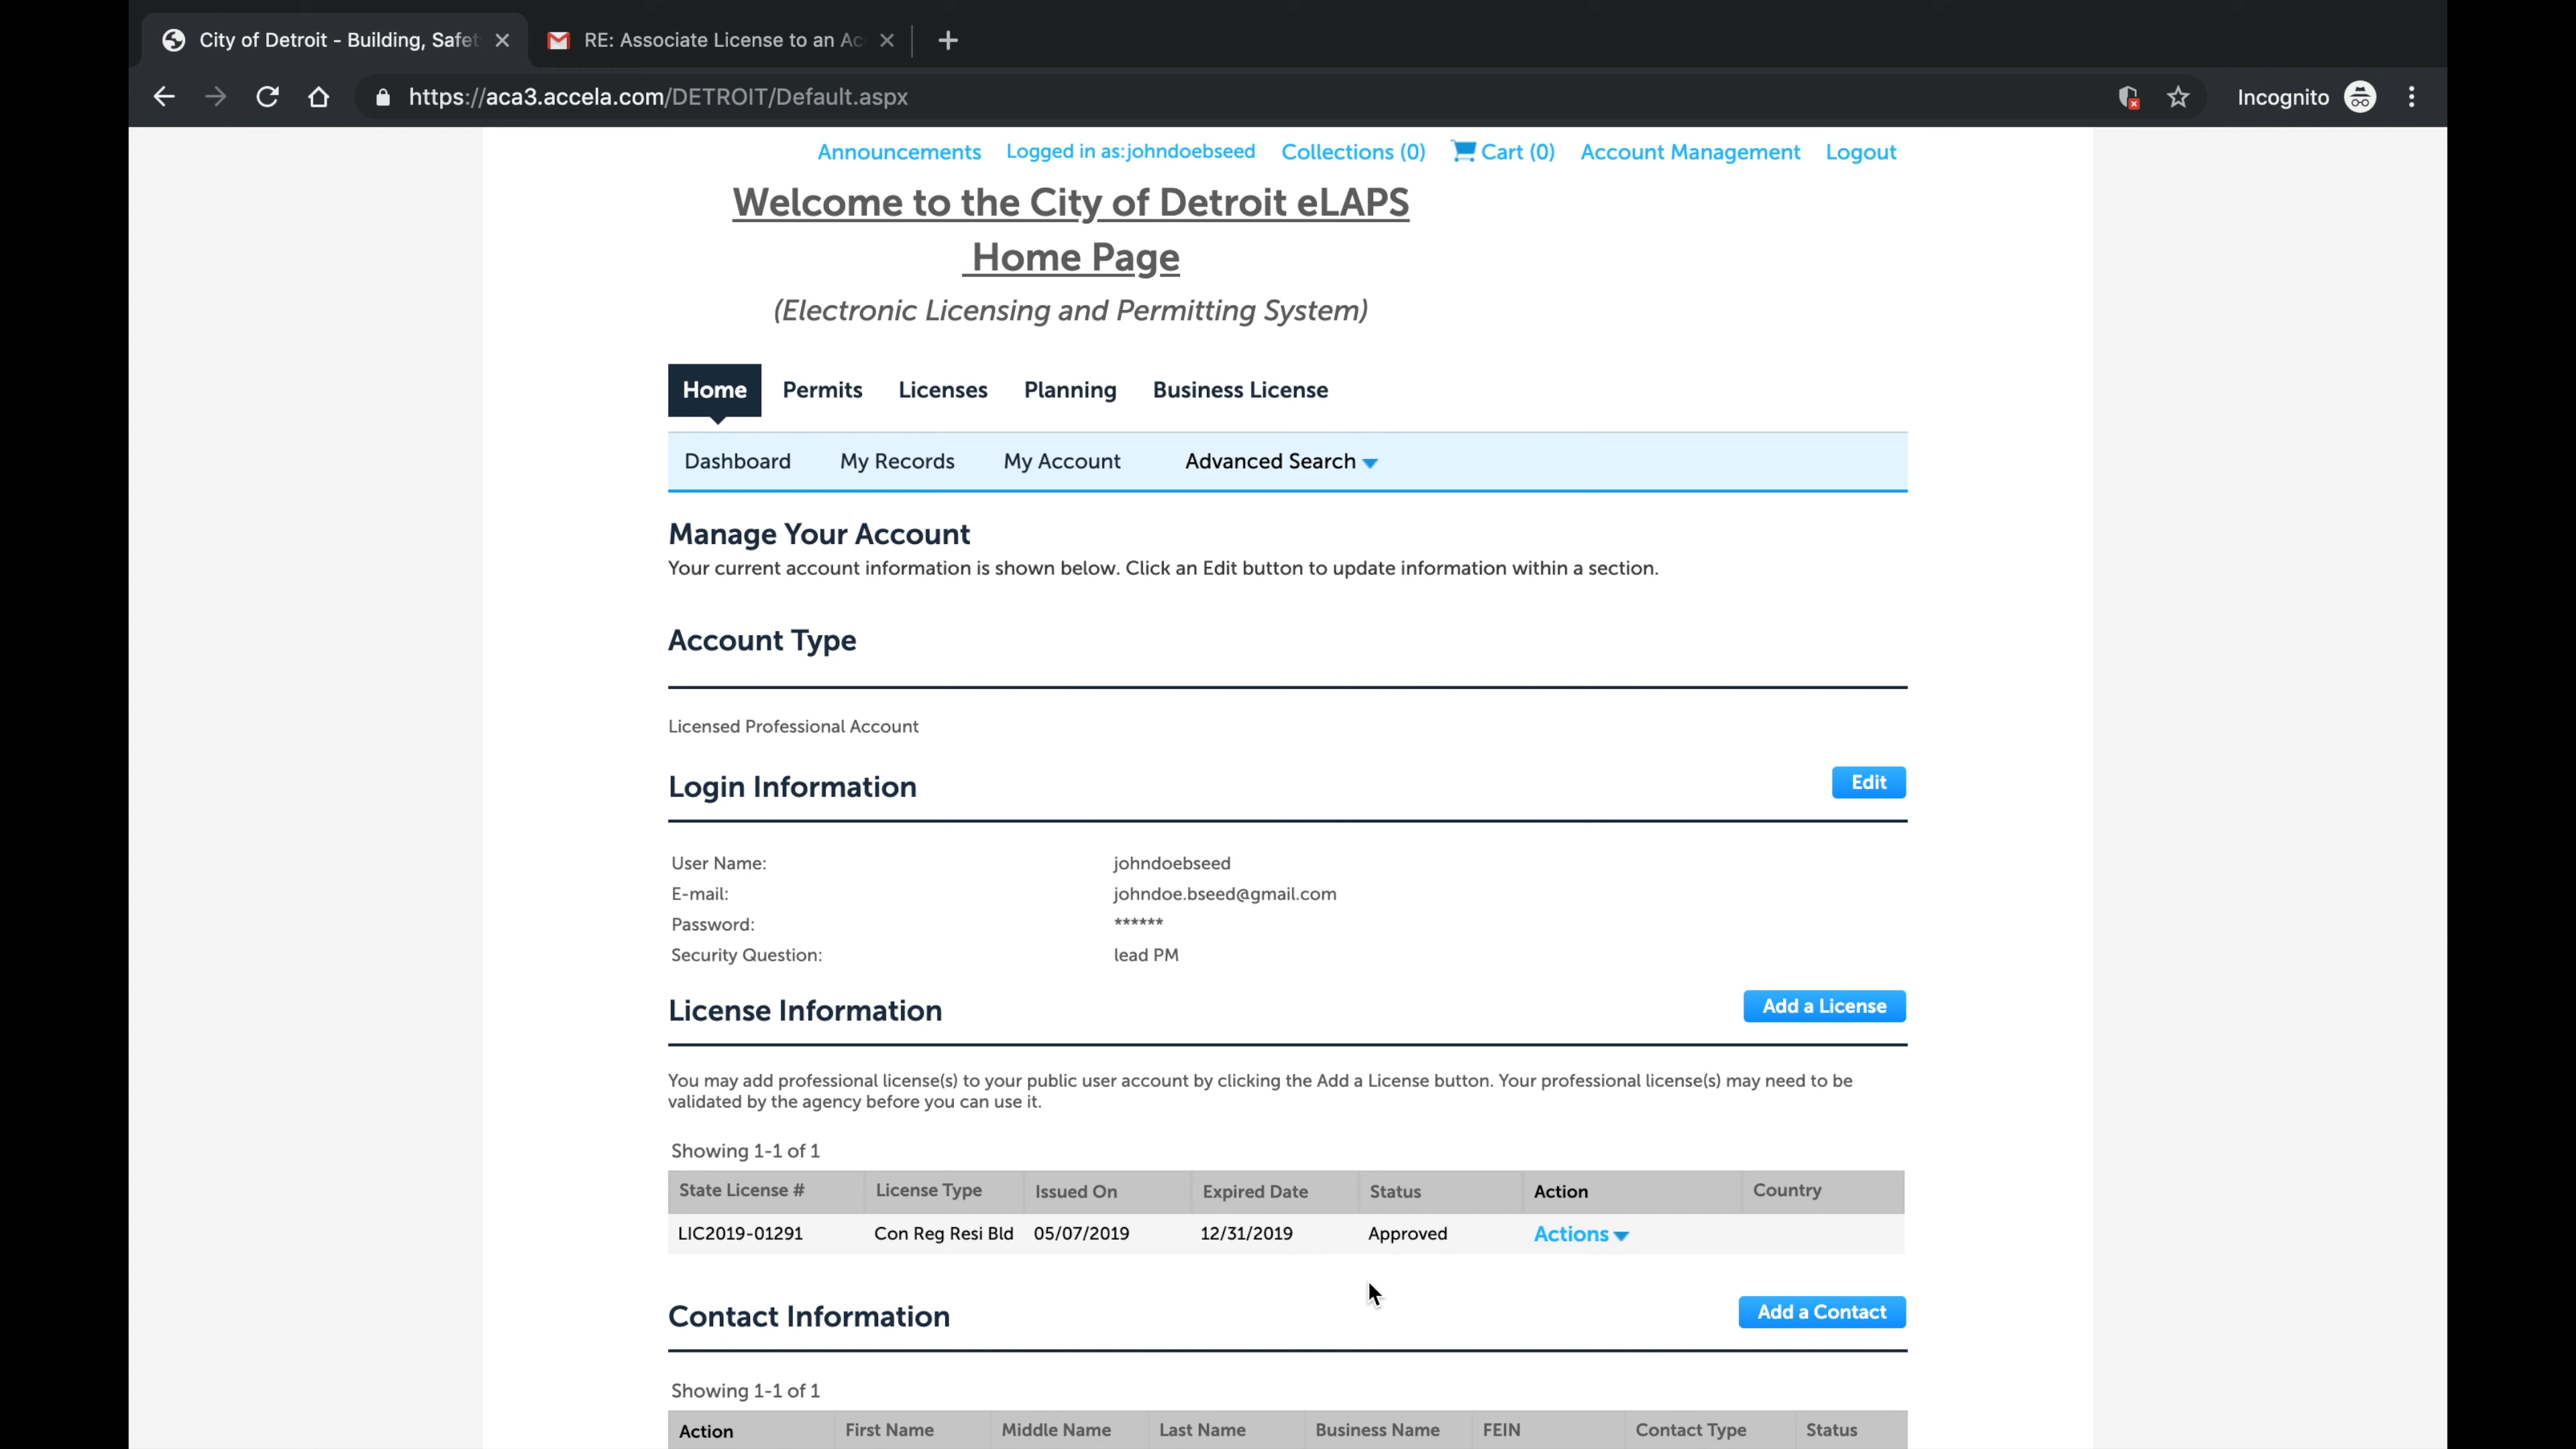 City of Detroit - Building, Safet
RE: Associate License to an Ac
https://aca3.accela.com/DETROIT/Default.aspx
Incognito
Announcements Logged in as:johndoebseed Collections (0) Cart (0) Account Management Logout
Welcome to the City of Detroit eLAPS
Home Page
(Electronic Licensing and Permitting System)
Home Permits Licenses Planning Business License
Dashboard My Records My Account Advanced Search
Manage Your Account
Your current account information is shown below. Click an Edit button to update information within a section.
Account Type
Licensed Professional Account
Login Information Edit
User Name: johndoebseed
E-mail: johndoe.bseed@gmail.com
Password: ******
Security Question: lead PM
License Information Add a License
You may add professional license(s) to your public user account by clicking the Add a License button. Your professional license(s) may need to be
validated by the agency before you can use it.
Showing 1-1 of 1
State License # License Type Issued On Expired Date Status Action Country
LIC2019-01291 Con Reg Resi Bld 05/07/2019 12/31/2019 Approved Actions
Contact Information Add a Contact
Showing 1-1 of 1
Action First Name Middle Name Last Name Business Name FEIN Contact Type Status